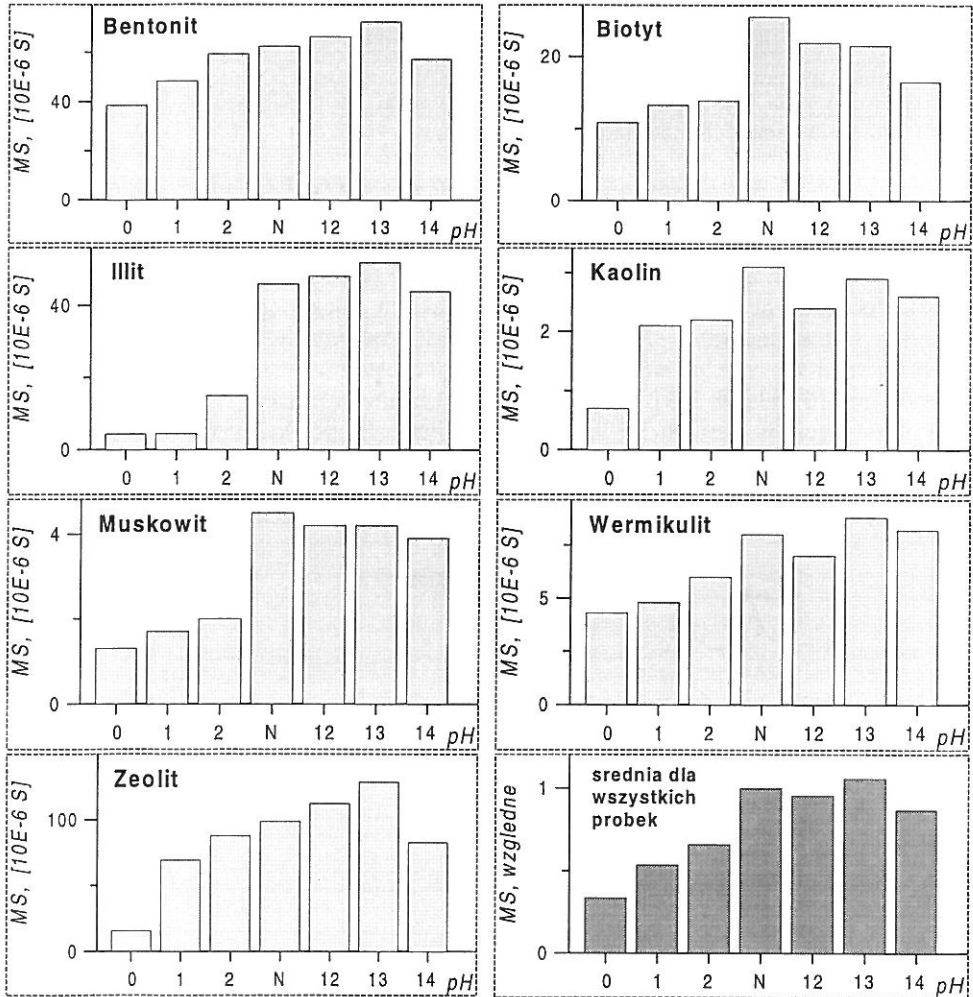 Bentonit
MS, [10E-6 S]
40
0
0 1 2 N 12 13 14 pH
Biotyt
MS, [10E-6 S]
20
0
0 1 2 N 12 13 14 pH
Illit
MS, [10E-6 S]
40
0
0 1 2 N 12 13 14 pH
Kaolin
MS, [10E-6 S]
2
0
0 1 2 N 12 13 14 pH
Muskowit
MS, [10E-6 S]
4
0
0 1 2 N 12 13 14 pH
Wermikulit
MS, [10E-6 S]
5
0
0 1 2 N 12 13 14 pH
Zeolit
MS, [10E-6 S]
100
0
0 1 2 N 12 13 14 pH
srednia dla
wszystkich
probek
MS, wzgledne
1
0
0 1 2 N 12 13 14 pH